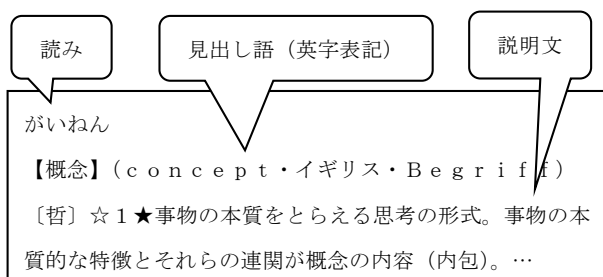 読み
見出し語（英字表記）
説明文
がいねん
【概念】（ｃｏｎｃｅｐｔ・イギリス・Ｂｅｇｒｉｆｆ）
〔哲〕☆１★事物の本質をとらえる思考の形式。事物の本
質的な特徴とそれらの連関が概念の内容（内包）。…